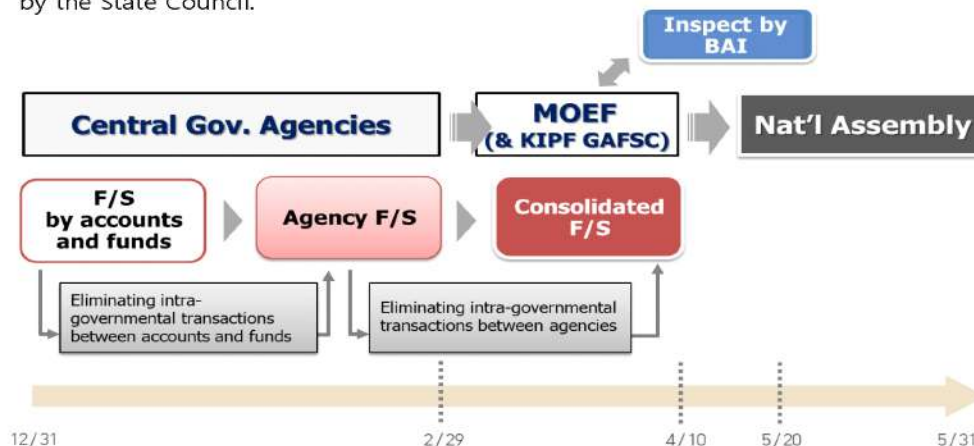 by the State Council.
Inspect by
BAI
Central Gov. Agencies
MOEF
(& KIPF GAFSC)
Nat'l Assembly
F/S
by accounts
and funds
Agency F/S
Consolidated
F/S
Eliminating intra-
governmental transactions
between accounts and funds
Eliminating intra-governmental
transactions between agencies
12/31
2/29
4/10
5/20
5/31